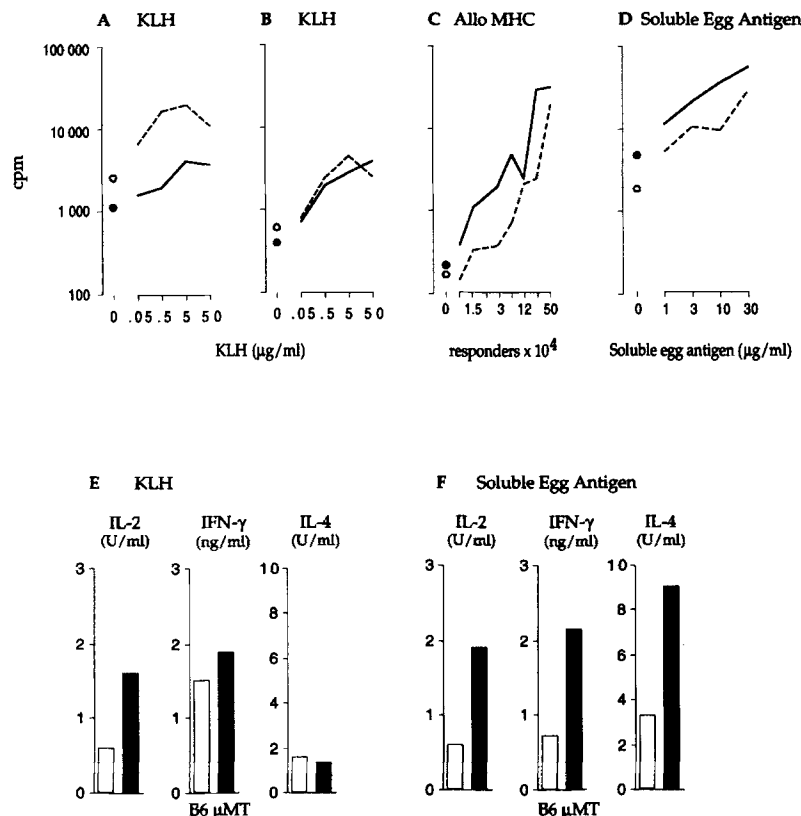 A KLH
B KLH
C Allo MHC
D Soluble Egg Antigen
100 000
10 000
1 000
100
cpm
0 .05 .5 5 50
0 .05 .5 5 50
0 1.5 3 12 50
0 1 3 10 30
KLH (µg/ml)
responders x 10⁴
Soluble egg antigen (µg/ml)
E KLH
F Soluble Egg Antigen
IL-2 IFN-γ IL-4
(U/ml) (ng/ml) (U/ml)
IL-2 IFN-γ IL-4
(U/ml) (ng/ml) (U/ml)
3 3 10 3 3 10
8 8
2 2 6 2 2 6
4 4
1 1 1 1
2 2
0 0 0 0 0 0
B6 µMT
B6 µMT